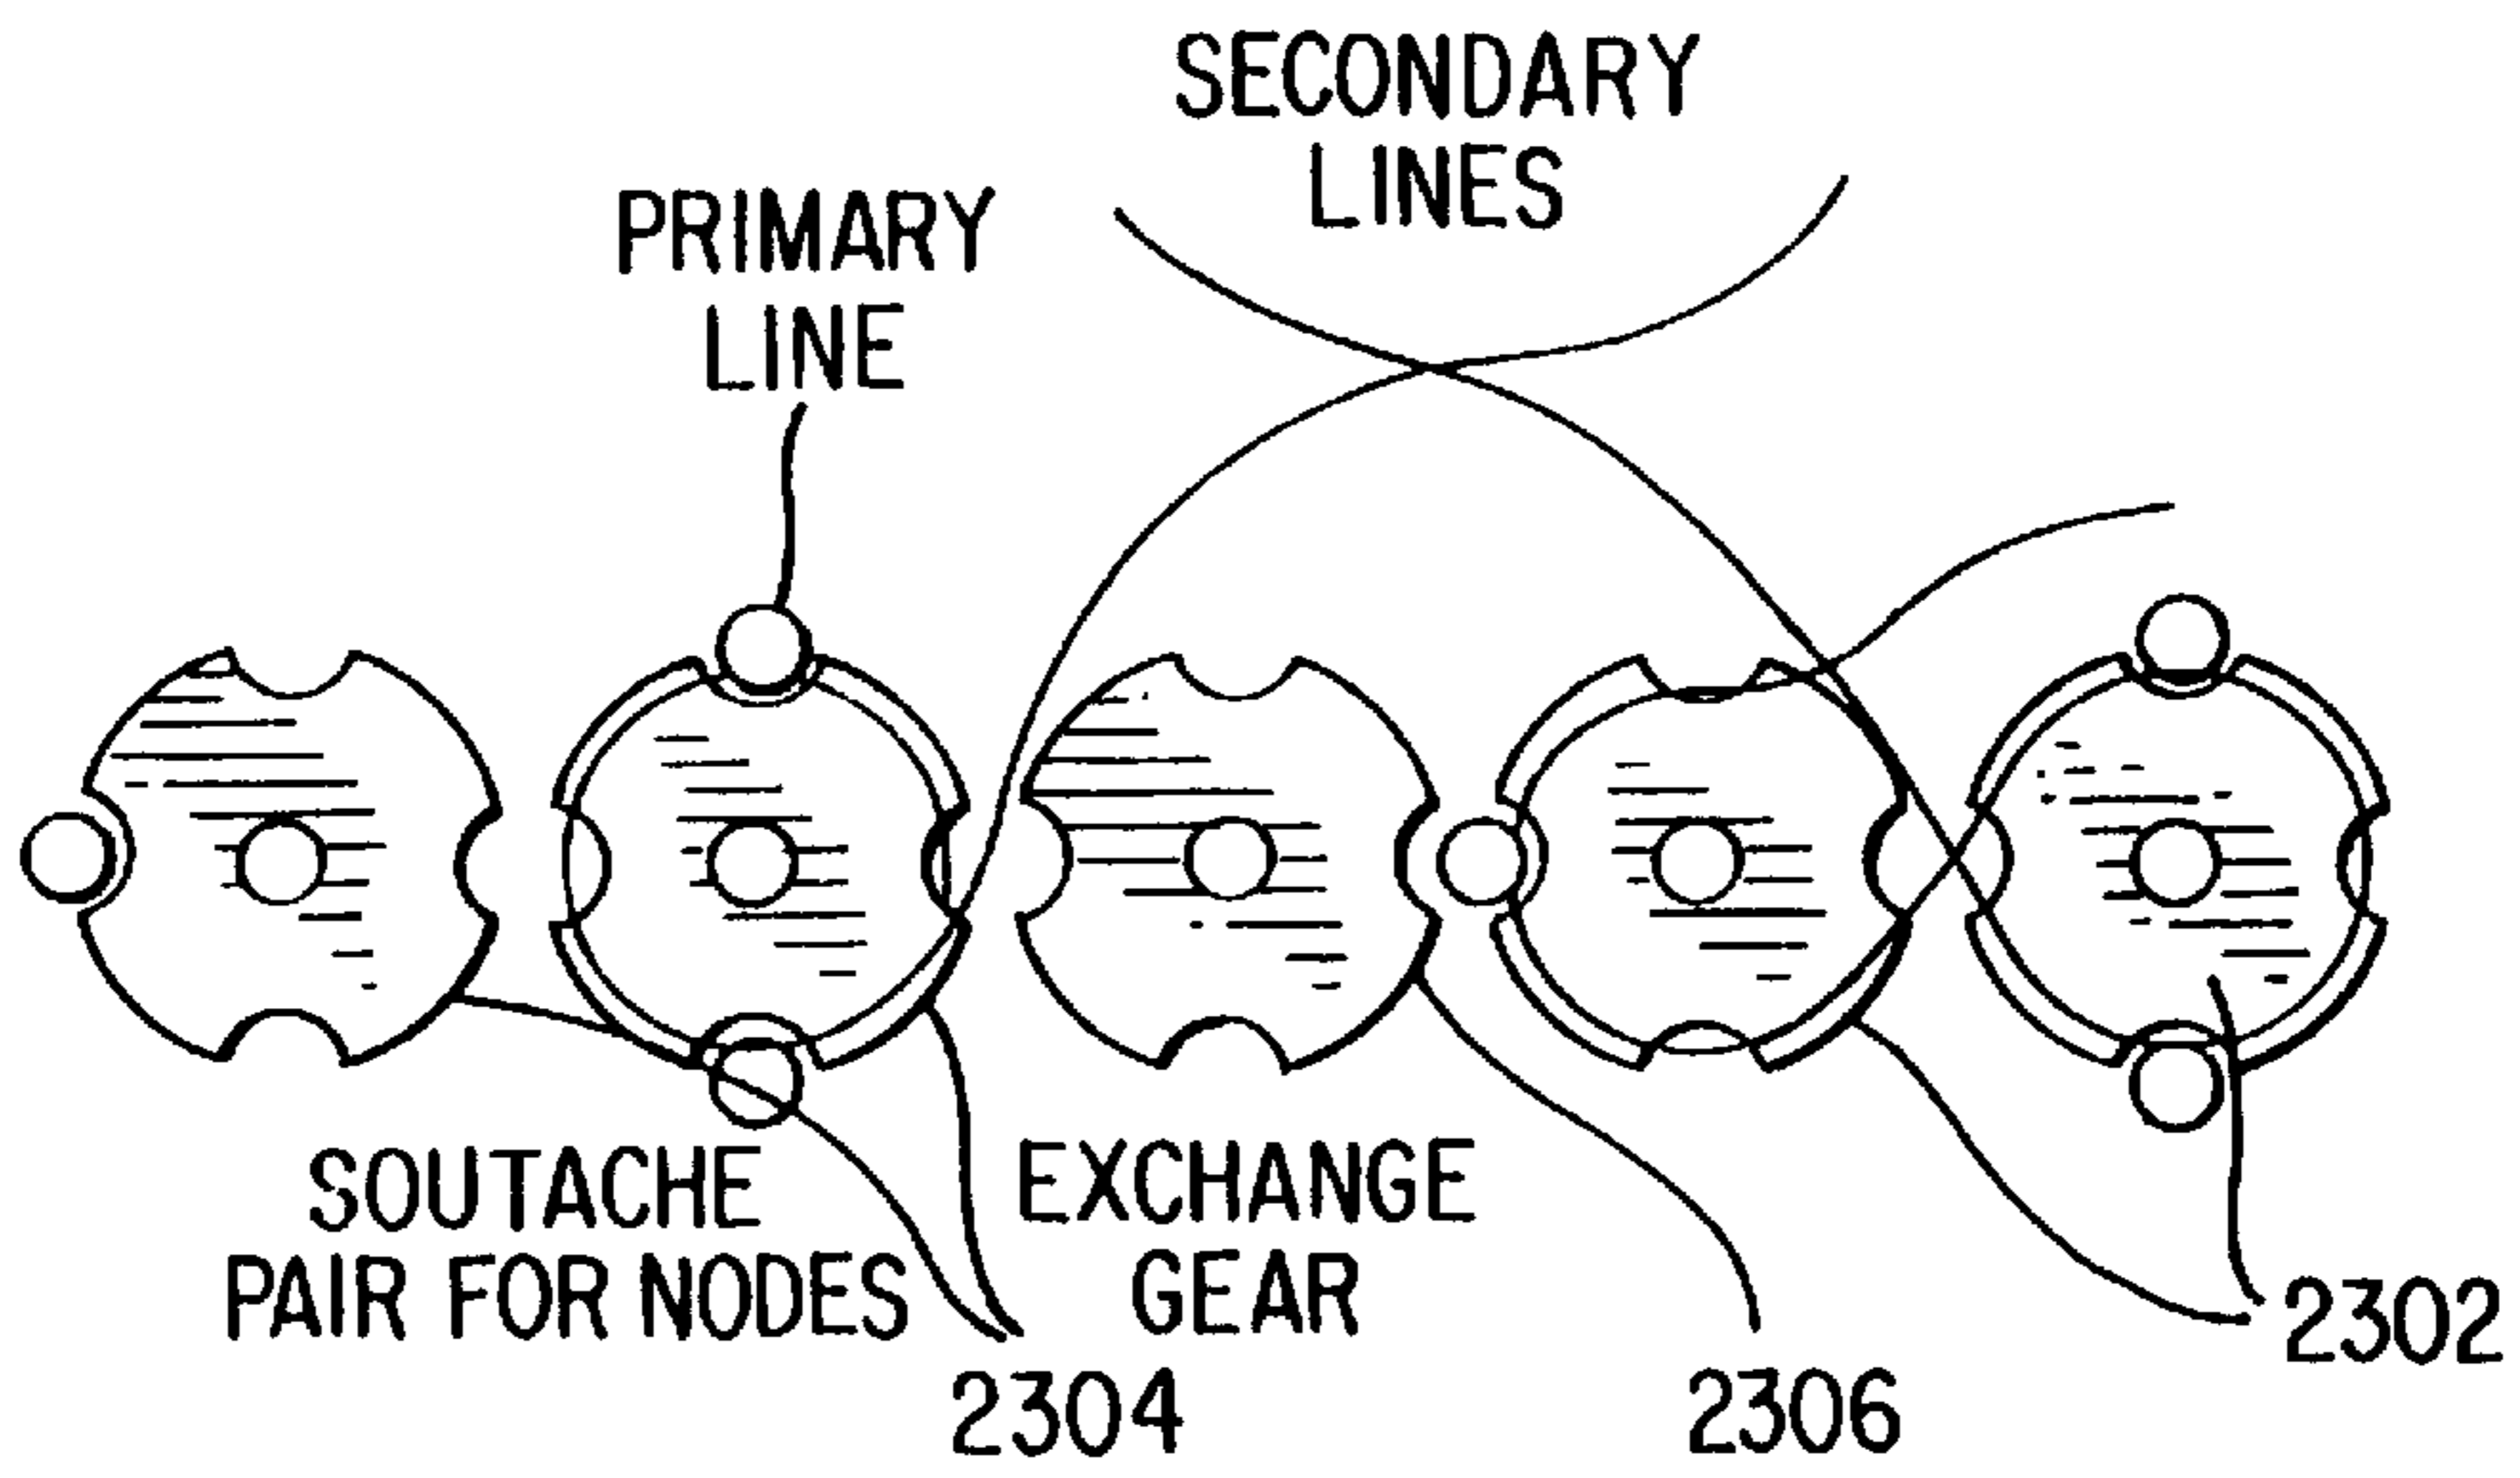 SECONDARY
LINES
PRIMARY
LINE
SOUTACHE
PAIR FOR NODES
EXCHANGE
GEAR
2302
2304
2306